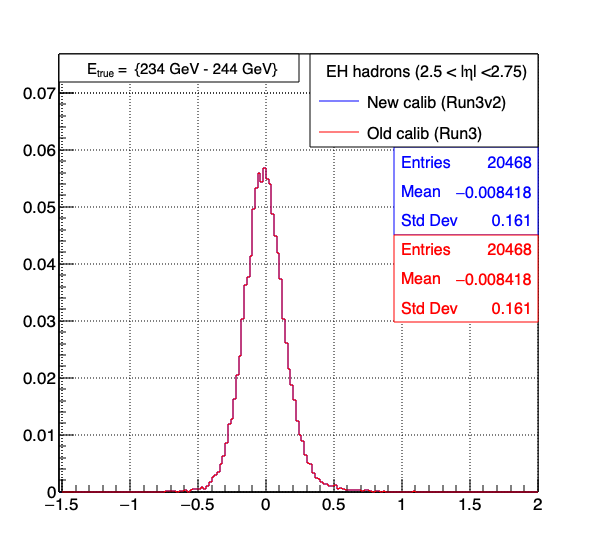 E_true = {234 GeV - 244 GeV}
EH hadrons (2.5 < |η| <2.75)
New calib (Run3v2)
Old calib (Run3)
Entries 20468
Mean −0.008418
Std Dev 0.161
Entries 20468
Mean −0.008418
Std Dev 0.161
0.07
0.06
0.05
0.04
0.03
0.02
0.01
0
−1.5 −1 −0.5 0 0.5 1 1.5 2